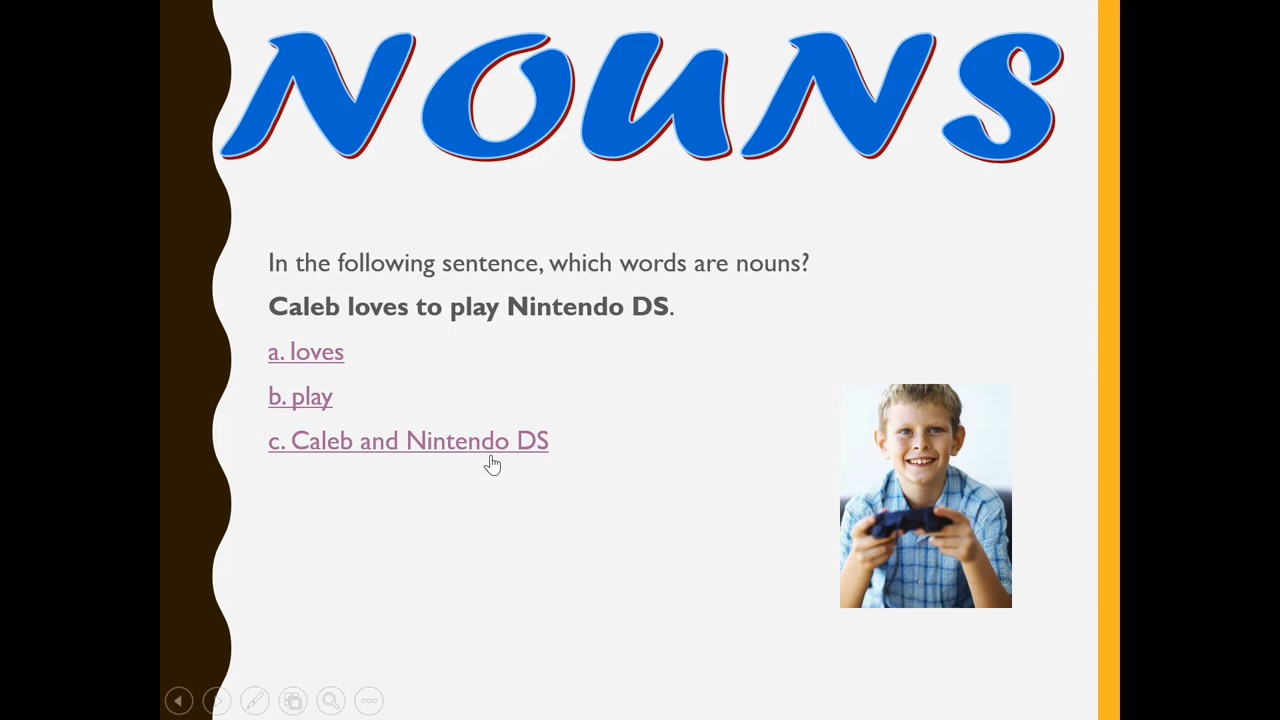 NOUNS
In the following sentence, which words are nouns?
Caleb loves to play Nintendo DS.
a. loves
b. play
c. Caleb and Nintendo DS